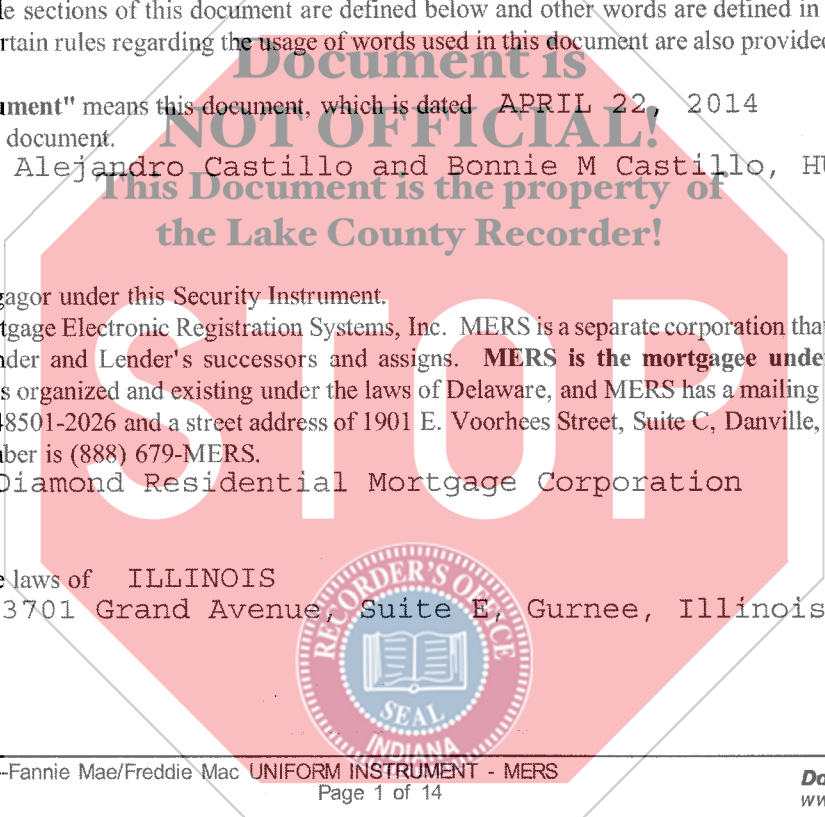 le sections of this document are defined below and other words are defined in
rtain rules regarding the usage of words used in this document are also provided
Document is
ument" means this document, which is dated APRIL 22, 2014
NOT OFFICIAL!
document.
Alejandro Castillo and Bonnie M Castillo, HU
This Document is the property of
the Lake County Recorder!
gagor under this Security Instrument.
tgage Electronic Registration Systems, Inc. MERS is a separate corporation that
nder and Lender's successors and assigns. MERS is the mortgagee unde
s organized and existing under the laws of Delaware, and MERS has a mailing
48501-2026 and a street address of 1901 E. Voorhees Street, Suite C, Danville,
ber is (888) 679-MERS.
STOP
Diamond Residential Mortgage Corporation
e laws of ILLINOIS
3701 Grand Avenue, Suite E, Gurnee, Illinois
RECORDER'S OFFICE
SEAL
INDIANA
-Fannie Mae/Freddie Mac UNIFORM INSTRUMENT - MERS
Page 1 of 14
Do
ww